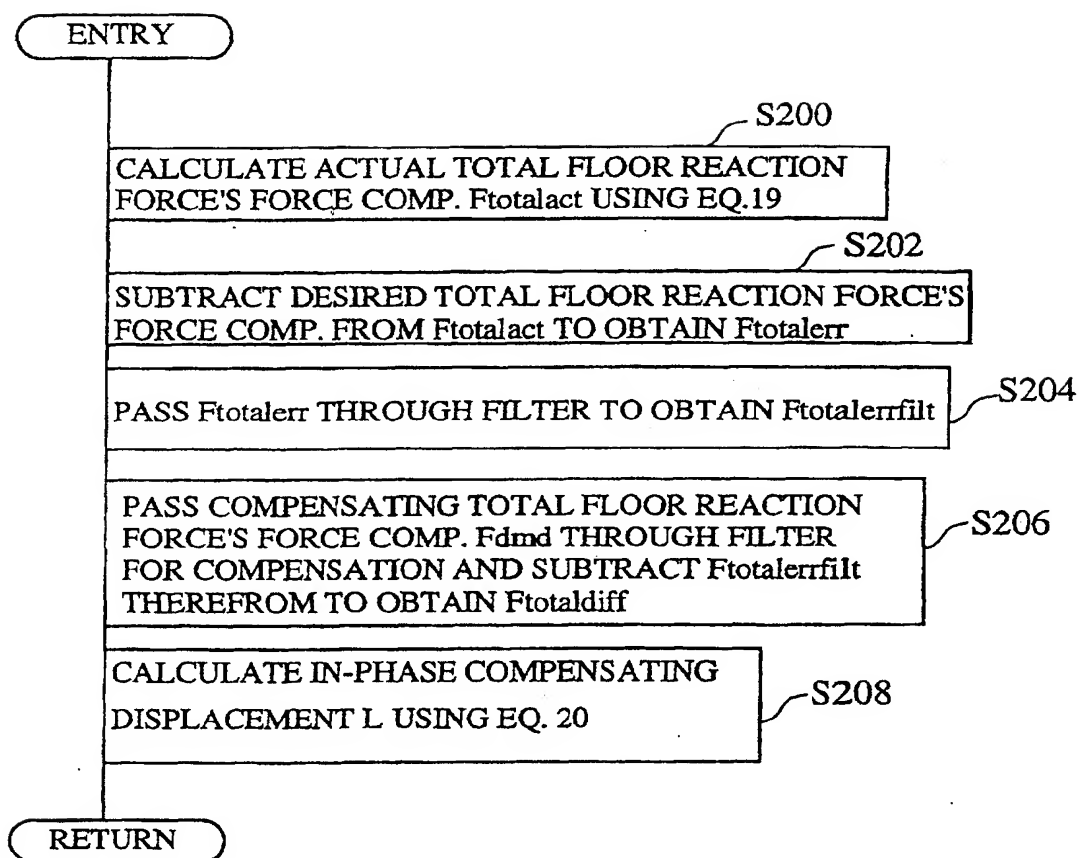 ENTRY
S200
CALCULATE ACTUAL TOTAL FLOOR REACTION
FORCE'S FORCE COMP. Ftotalact USING EQ.19
S202
SUBTRACT DESIRED TOTAL FLOOR REACTION FORCE'S
FORCE COMP. FROM Ftotalact TO OBTAIN Ftotalerr
S204
PASS Ftotalerr THROUGH FILTER TO OBTAIN Ftotalerrfilt
S206
PASS COMPENSATING TOTAL FLOOR REACTION
FORCE'S FORCE COMP. Fdmd THROUGH FILTER
FOR COMPENSATION AND SUBTRACT Ftotalerrfilt
THEREFROM TO OBTAIN Ftotaldiff
CALCULATE IN-PHASE COMPENSATING
S208
DISPLACEMENT L USING EQ. 20
RETURN